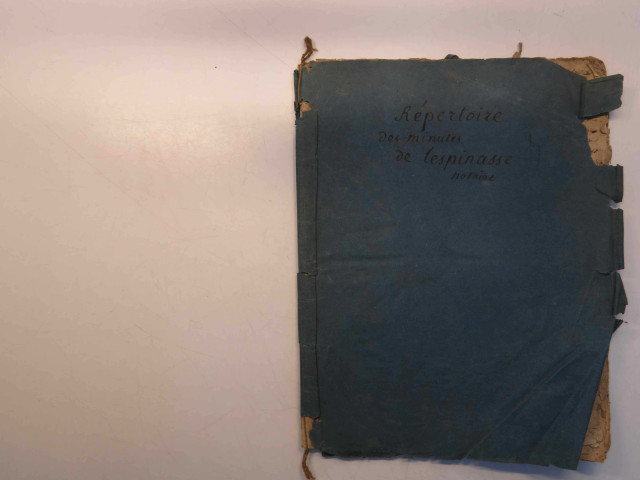 Répertoire
des minutes
de Lespinasse
notaire